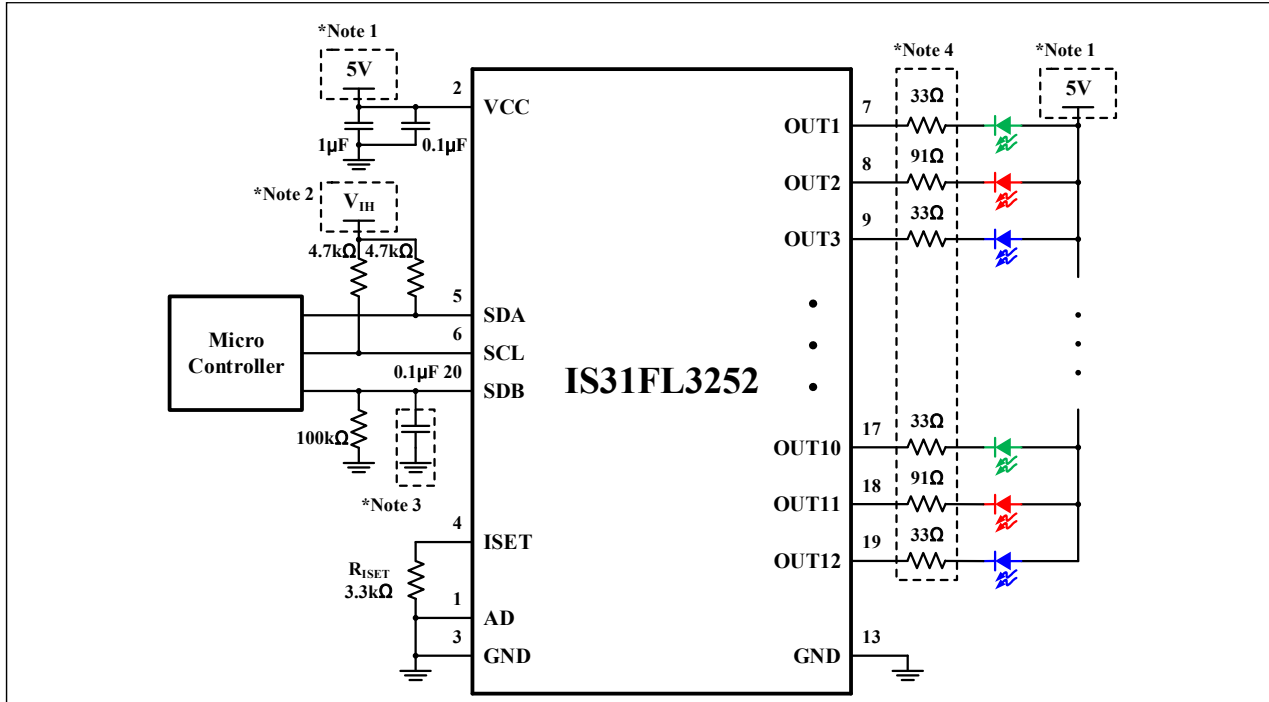 *Note 1
5V
2
VCC
1µF
0.1µF
*Note 2
V_IH
4.7kΩ
4.7kΩ
5
SDA
Micro
Controller
6
SCL
0.1µF
20
SDB
100kΩ
*Note 3
4
ISET
R_ISET
3.3kΩ
1
AD
3
GND
IS31FL3252
*Note 4
*Note 1
5V
7
33Ω
OUT1
8
91Ω
OUT2
9
33Ω
OUT3
17
33Ω
OUT10
18
91Ω
OUT11
19
33Ω
OUT12
13
GND